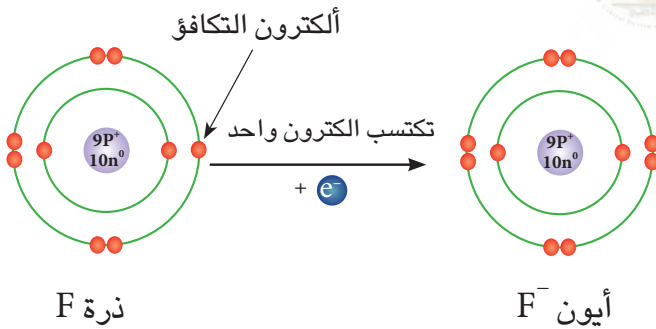 ألكترون التكافؤ
تكتسب الكترون واحد
+ e⁻
9P⁺
10n⁰
9P⁺
10n⁰
ذرة F
أيون F⁻